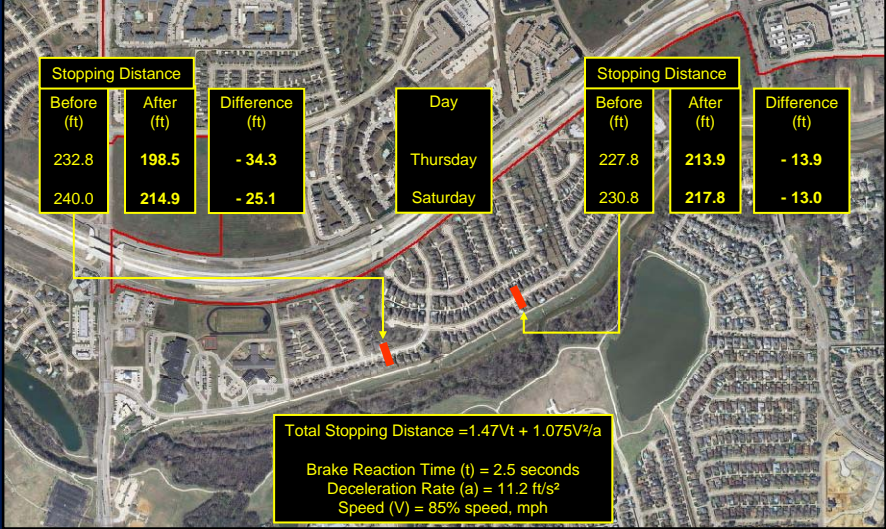 Stopping Distance
Before After Difference
(ft) (ft) (ft)
232.8 198.5 - 34.3
240.0 214.9 - 25.1
Day
Thursday
Saturday
Stopping Distance
Before After Difference
(ft) (ft) (ft)
227.8 213.9 - 13.9
230.8 217.8 - 13.0
Total Stopping Distance =1.47Vt + 1.075V²/a
Brake Reaction Time (t) = 2.5 seconds
Deceleration Rate (a) = 11.2 ft/s²
Speed (V) = 85% speed, mph